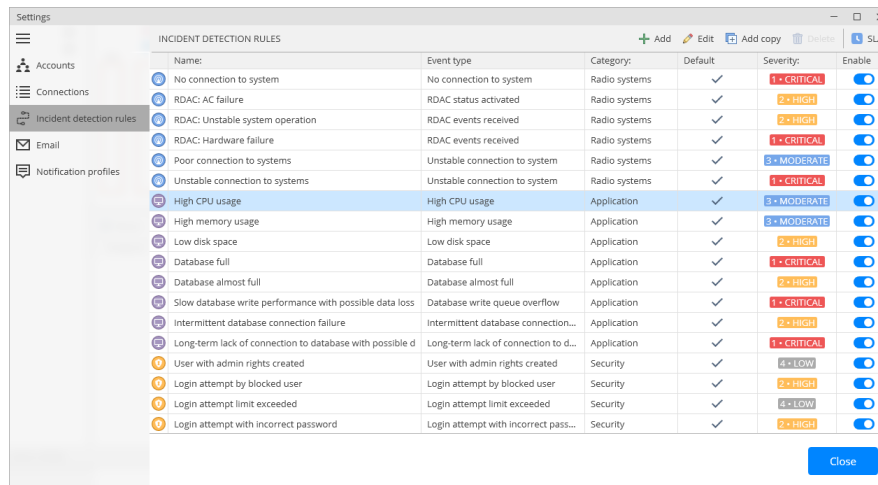 Settings
INCIDENT DETECTION RULES Add Edit Add copy Delete SL
Accounts
Connections
Incident detection rules
Email
Notification profiles
Name: Event type Category: Default Severity: Enable
No connection to system No connection to system Radio systems 1 • CRITICAL
RDAC: AC failure RDAC status activated Radio systems 2 • HIGH
RDAC: Unstable system operation RDAC events received Radio systems 2 • HIGH
RDAC: Hardware failure RDAC events received Radio systems 1 • CRITICAL
Poor connection to systems Unstable connection to system Radio systems 3 • MODERATE
Unstable connection to systems Unstable connection to system Radio systems 1 • CRITICAL
High CPU usage High CPU usage Application 3 • MODERATE
High memory usage High memory usage Application 3 • MODERATE
Low disk space Low disk space Application 2 • HIGH
Database full Database full Application 1 • CRITICAL
Database almost full Database almost full Application 2 • HIGH
Slow database write performance with possible data loss Database write queue overflow Application 1 • CRITICAL
Intermittent database connection failure Intermittent database connection... Application 2 • HIGH
Long-term lack of connection to database with possible d Long-term lack of connection to d... Application 1 • CRITICAL
User with admin rights created User with admin rights created Security 4 • LOW
Login attempt by blocked user Login attempt by blocked user Security 2 • HIGH
Login attempt limit exceeded Login attempt limit exceeded Security 4 • LOW
Login attempt with incorrect password Login attempt with incorrect pass... Security 2 • HIGH
Close